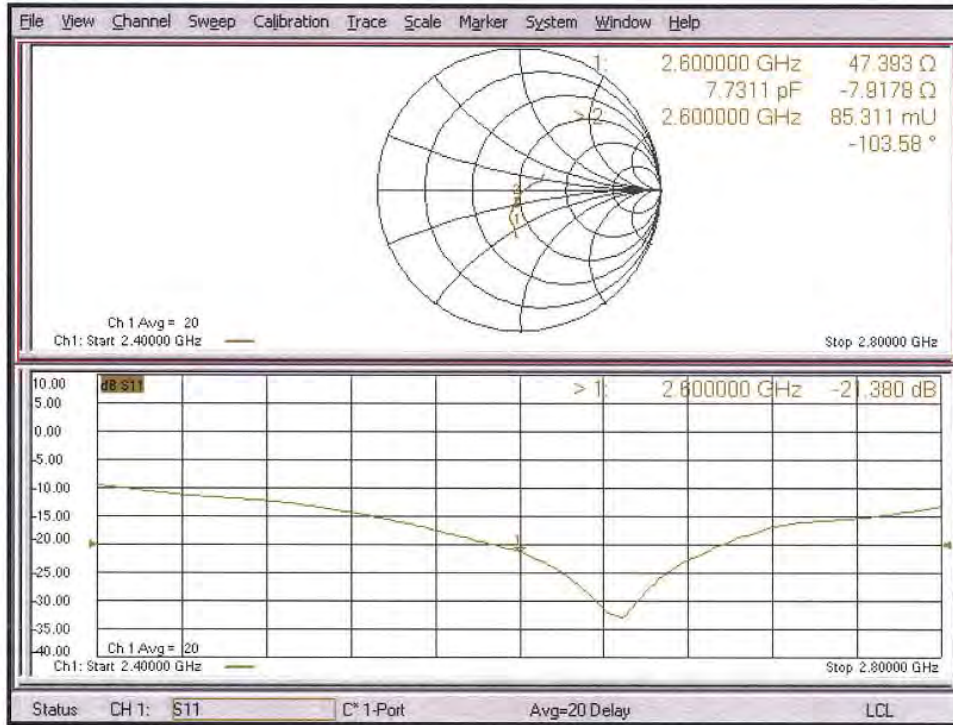 File View Channel Sweep Calibration Trace Scale Marker System Window Help
1: 2.600000 GHz 47.393 Ω
7.7311 pF -7.9178 Ω
> 2: 2.600000 GHz 85.311 mU
-103.58 °
1
Ch 1 Avg = 20
Ch1: Start 2.40000 GHz
Stop 2.80000 GHz
10.00 dB S11 > 1: 2.600000 GHz -21.380 dB
5.00
0.00
-5.00
-10.00
-15.00
-20.00 1
-25.00
-30.00
-35.00
-40.00 Ch 1 Avg = 20
Ch1: Start 2.40000 GHz
Stop 2.80000 GHz
Status CH 1: S11 C* 1-Port Avg=20 Delay LCL